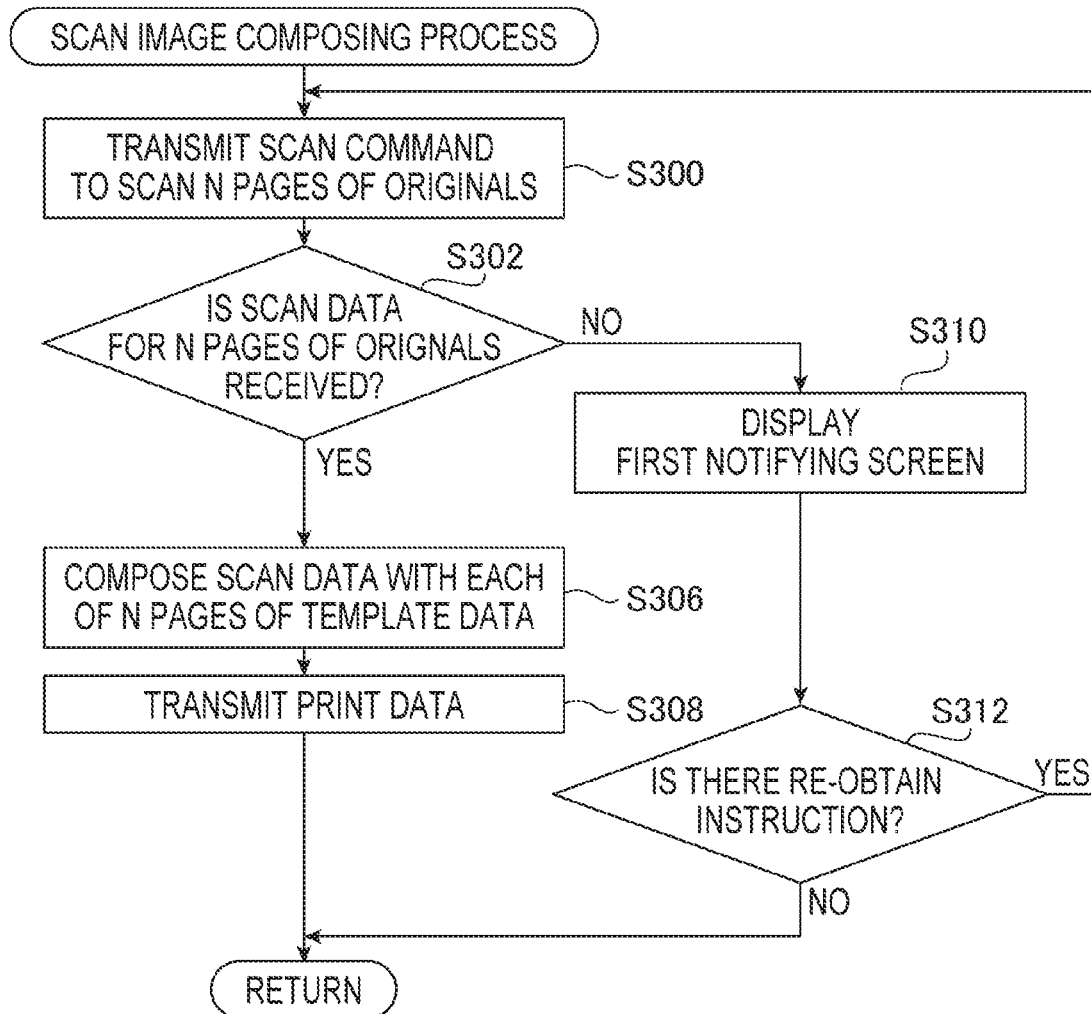 SCAN IMAGE COMPOSING PROCESS
TRANSMIT SCAN COMMAND
TO SCAN N PAGES OF ORIGINALS
S300
S302
IS SCAN DATA
FOR N PAGES OF ORIGNALS
RECEIVED?
NO
YES
S310
DISPLAY
FIRST NOTIFYING SCREEN
COMPOSE SCAN DATA WITH EACH
OF N PAGES OF TEMPLATE DATA
S306
TRANSMIT PRINT DATA
S308
S312
IS THERE RE-OBTAIN
INSTRUCTION?
YES
NO
RETURN